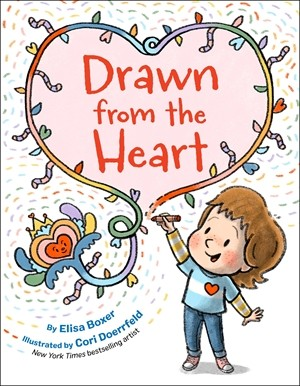 Drawn
from the
Heart
By Elisa Boxer
Illustrated by Cori Doerrfeld
New York Times bestselling artist